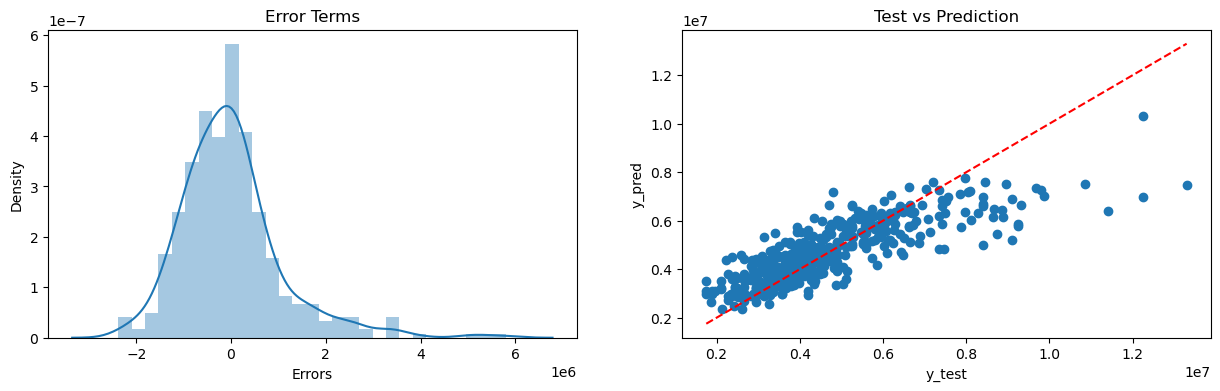 Error Terms
1e−7
6
5
4
3
2
1
0
Density
−2
0
2
4
6
1e6
Errors
Test vs Prediction
1e7
1.2
1.0
0.8
0.6
0.4
0.2
y_pred
0.2
0.4
0.6
0.8
1.0
1.2
1e7
y_test